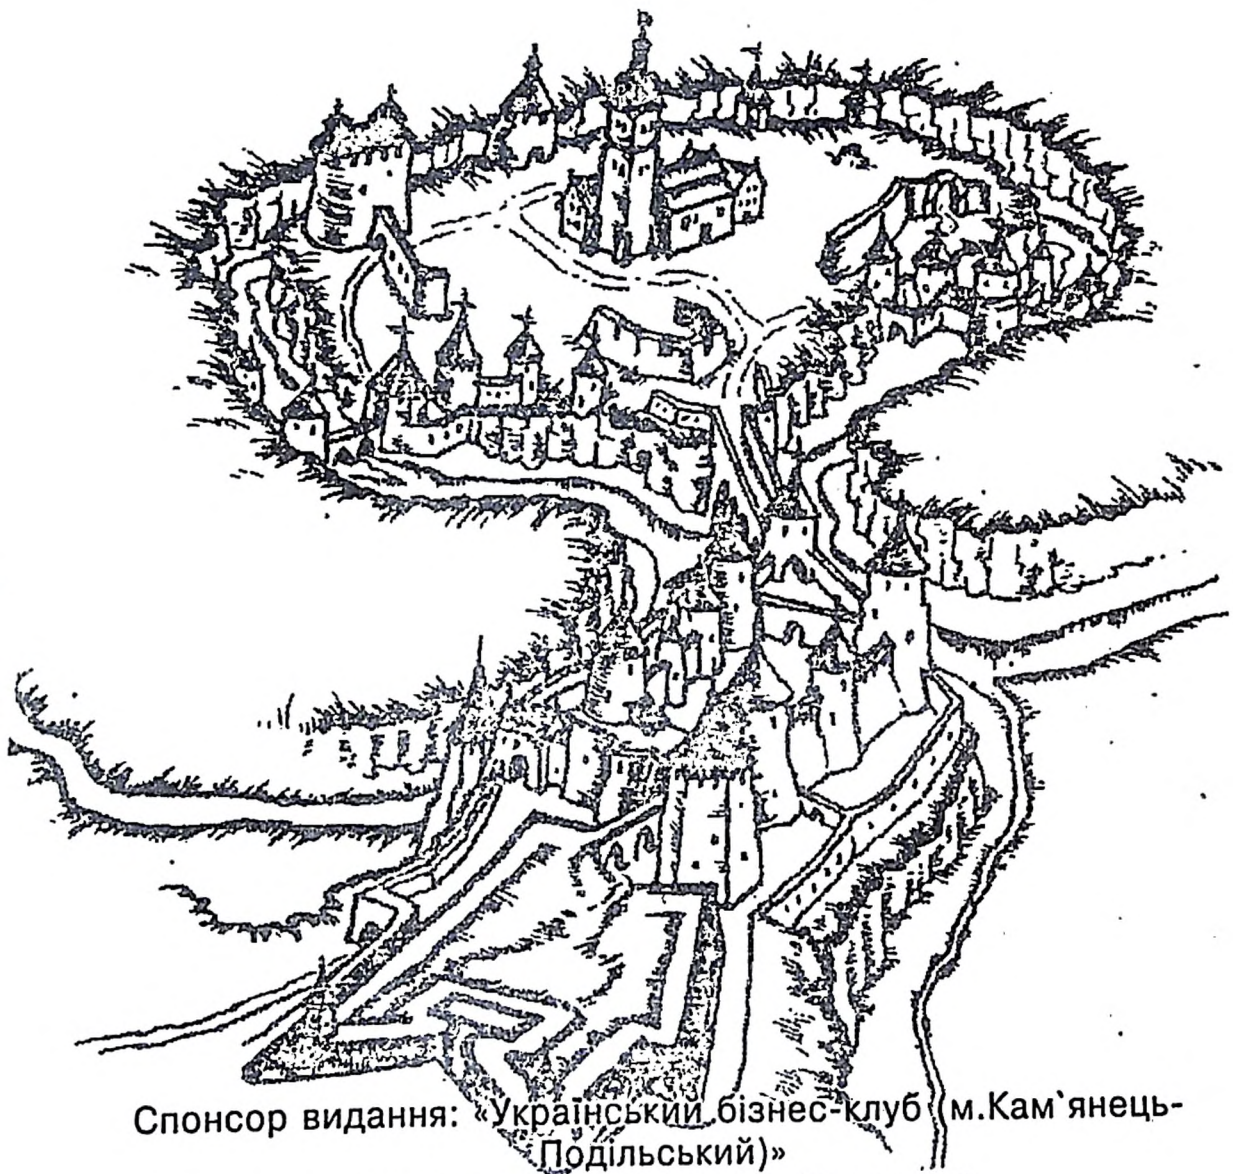 Спонсор видання: «Український бізнес-клуб (м.Кам`янець-
Подільський)»